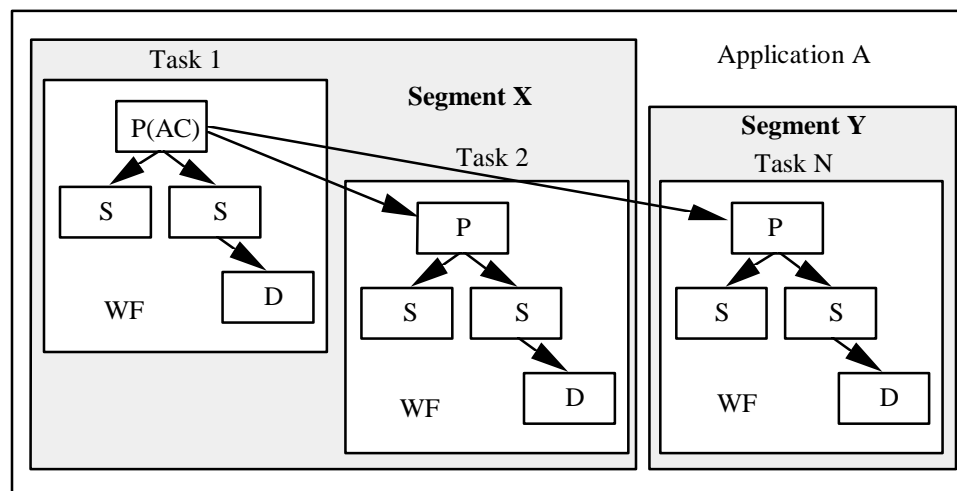 Task 1
Application A
Segment X
P(AC)
Segment Y
Task 2
Task N
S
S
P
P
D
WF
S
S
S
S
D
D
WF
WF